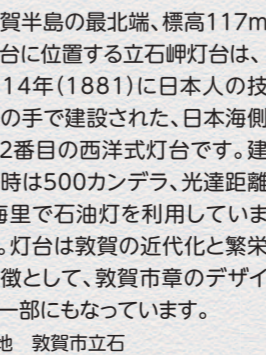 賀半島の最北端、標高117m
台に位置する立石岬灯台は、
14年(1881)に日本人の技
の手で建設された、日本海側
2番目の西洋式灯台です。建
時は500カンデラ、光達距離
海里で石油灯を利用していま
。灯台は敦賀の近代化と繁栄
徴として、敦賀市章のデザイ
一部にもなっています。
地　敦賀市立石